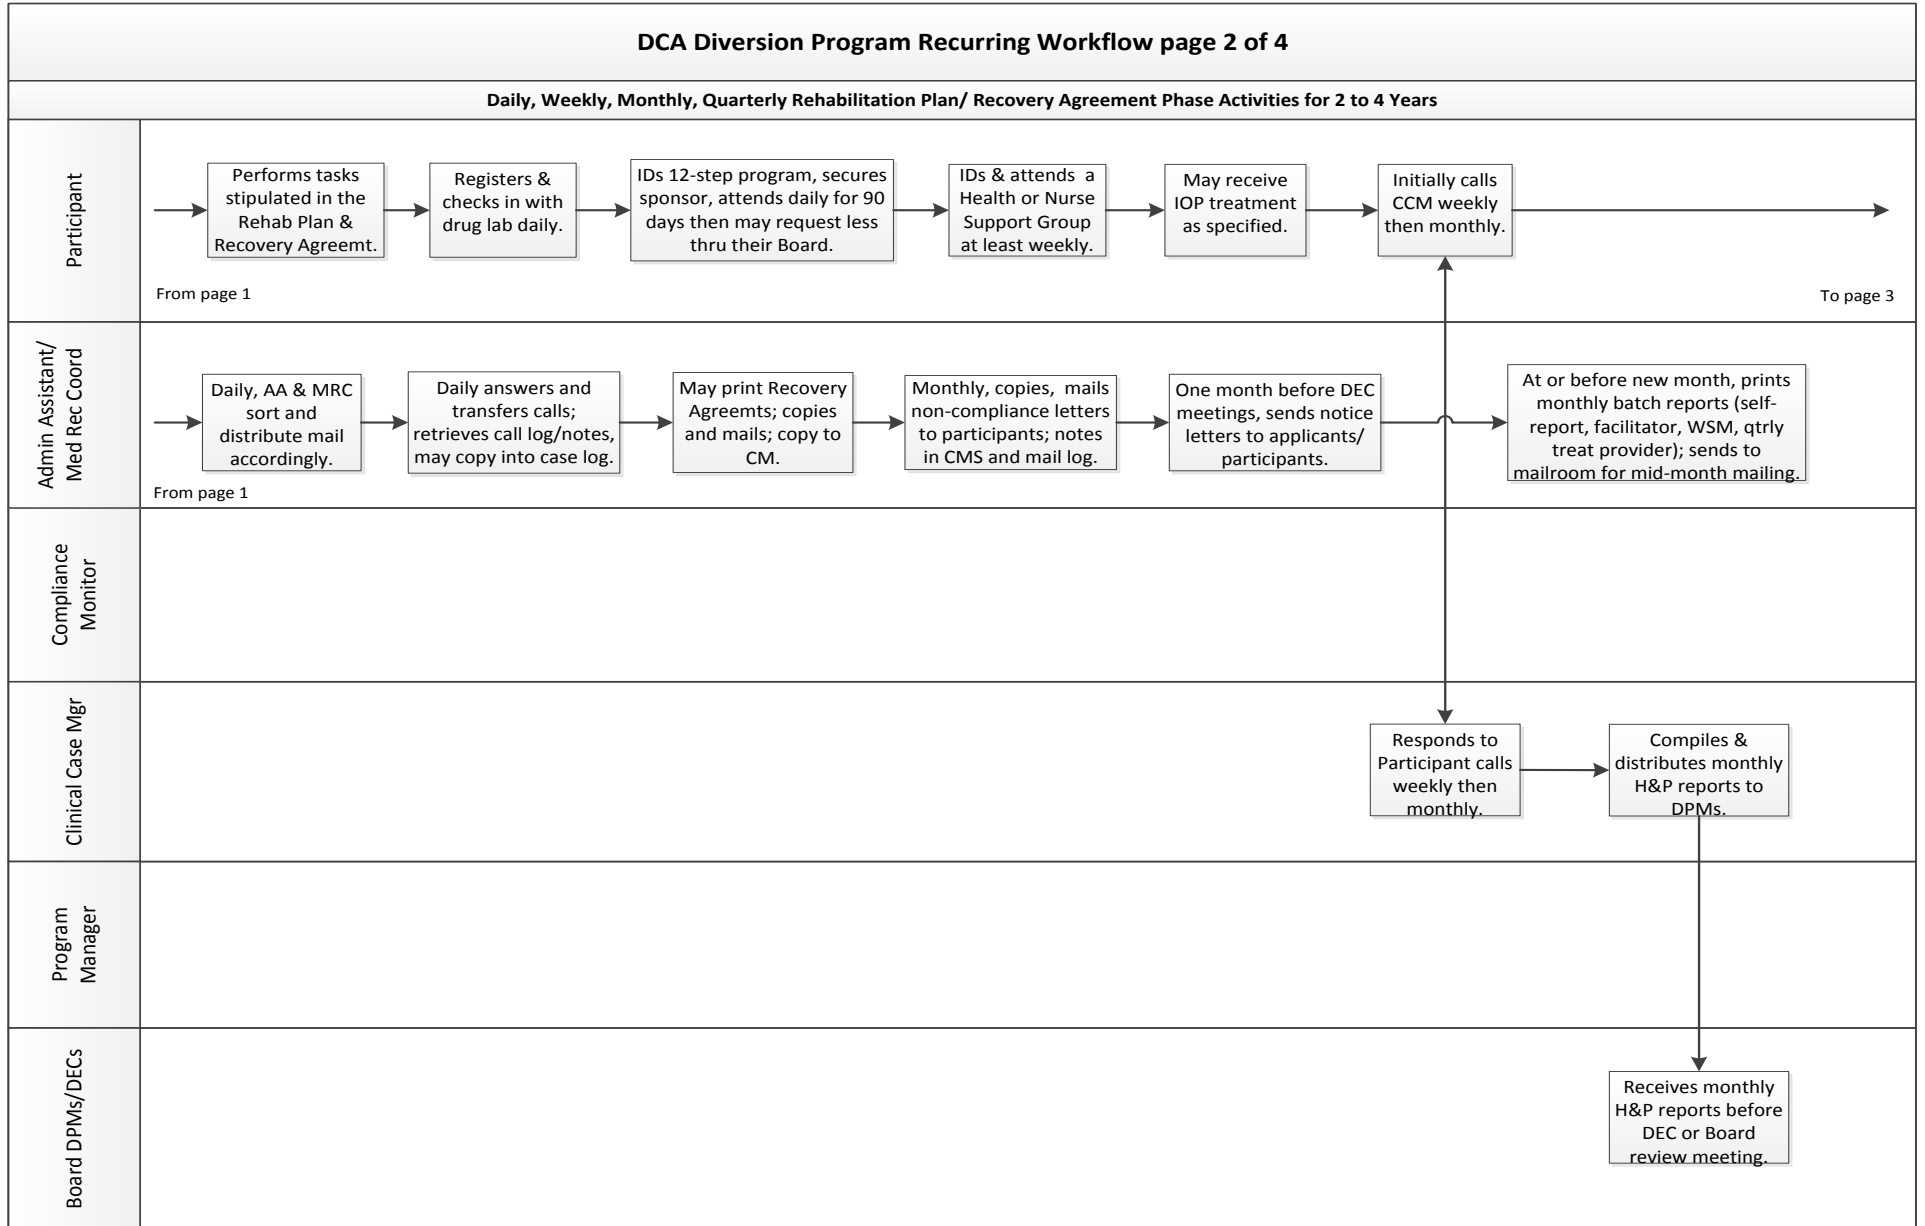 DCA Diversion Program Recurring Workflow page 2 of 4
Daily, Weekly, Monthly, Quarterly Rehabilitation Plan/ Recovery Agreement Phase Activities for 2 to 4 Years
Participant
Performs tasks
stipulated in the
Rehab Plan &
Recovery Agreemt.
Registers &
checks in with
drug lab daily.
IDs 12-step program, secures
sponsor, attends daily for 90
days then may request less
thru their Board.
IDs & attends  a
Health or Nurse
Support Group
at least weekly.
May receive
IOP treatment
as specified.
Initially calls
CCM weekly
then monthly.
From page 1
To page 3
Admin Assistant/
Med Rec Coord
Daily, AA & MRC
sort and
distribute mail
accordingly.
Daily answers and
transfers calls;
retrieves call log/notes,
may copy into case log.
May print Recovery
Agreemts; copies
and mails; copy to
CM.
Monthly, copies,  mails
non-compliance letters
to participants; notes
in CMS and mail log.
One month before DEC
meetings, sends notice
letters to applicants/
participants.
At or before new month, prints
monthly batch reports (self-
report, facilitator, WSM, qtrly
treat provider); sends to
mailroom for mid-month mailing.
From page 1
Compliance
Monitor
Clinical Case Mgr
Responds to
Participant calls
weekly then
monthly.
Compiles &
distributes monthly
H&P reports to
DPMs.
Program
Manager
Board DPMs/DECs
Receives monthly
H&P reports before
DEC or Board
review meeting.